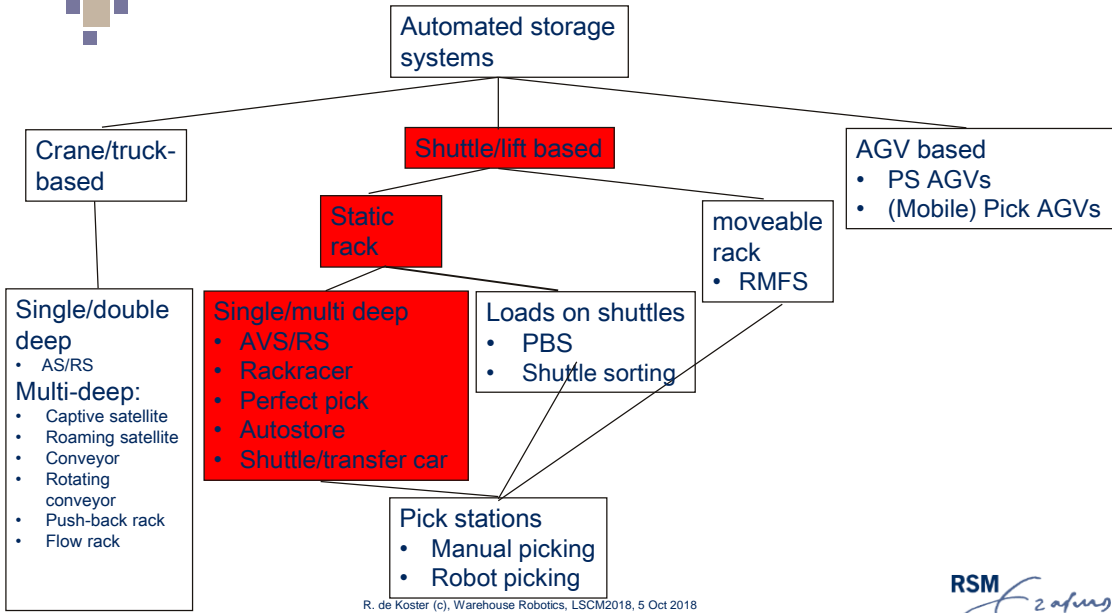 Automated storage
systems
Crane/truck-
based
Shuttle/lift based
AGV based
• PS AGVs
• (Mobile) Pick AGVs
Static
rack
moveable
rack
• RMFS
Single/double
deep
• AS/RS
Multi-deep:
• Captive satellite
• Roaming satellite
• Conveyor
• Rotating
conveyor
• Push-back rack
• Flow rack
Single/multi deep
• AVS/RS
• Rackracer
• Perfect pick
• Autostore
• Shuttle/transfer car
Loads on shuttles
• PBS
• Shuttle sorting
Pick stations
• Manual picking
• Robot picking
R. de Koster (c), Warehouse Robotics, LSCM2018, 5 Oct 2018
RSM